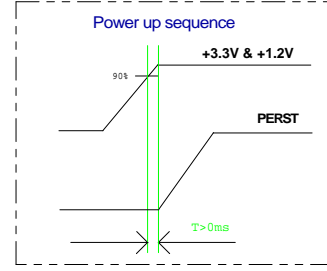 Power up sequence
+3.3V & +1.2V
90%
PERST
T>0ms